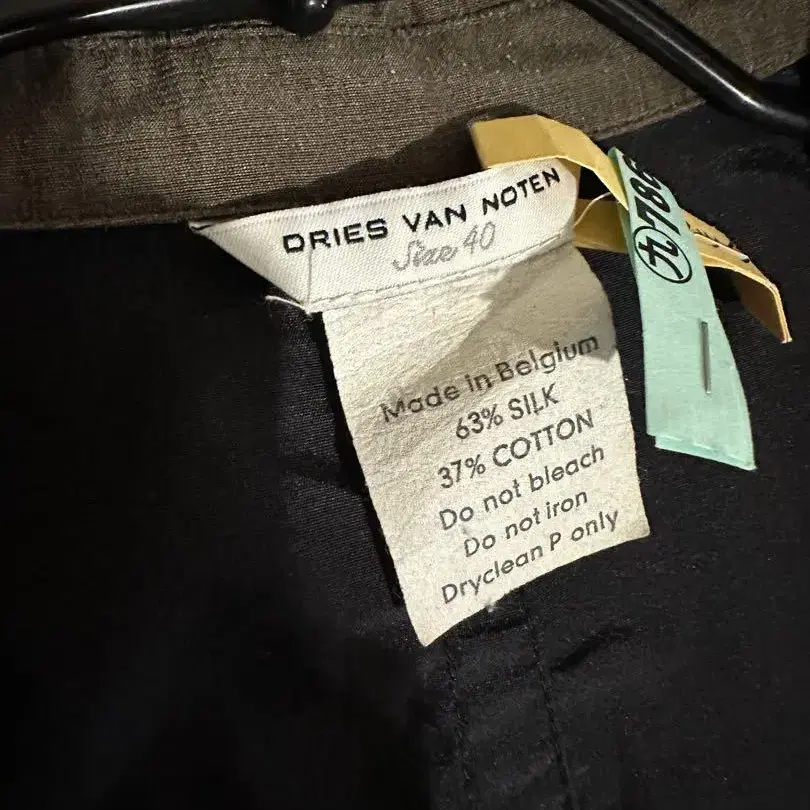 DRIES VAN NOTEN
Size 40
Made in Belgium
63% SILK
37% COTTON
Do not bleach
Do not iron
Dryclean P only